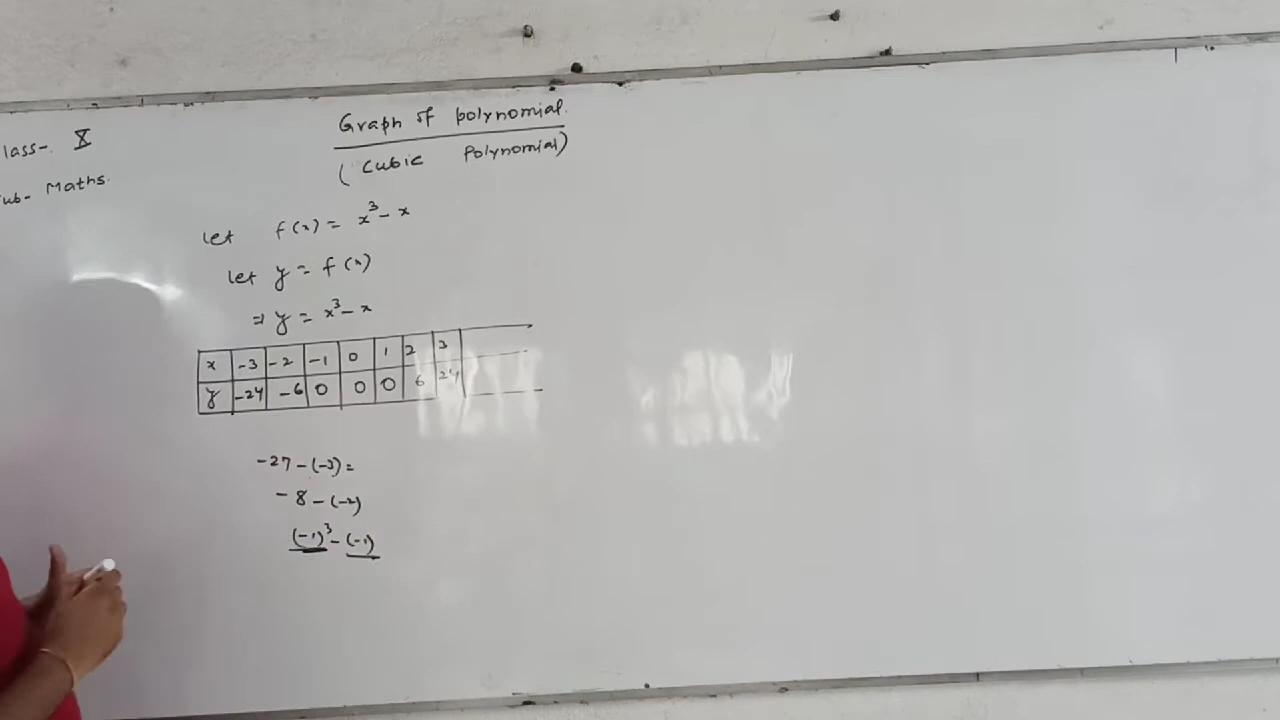 lass-. X
ub- Maths.
Graph of polynomial.
(Cubic Polynomial)
let f(x) = x³- x
let y = f(x)
⇒ y = x³- x
x -3 -2 -1 0 1 2 3
y -24 -6 0 0 0 6 24
-27 -(-3) =
- 8 -(-2)
(-1)³-(-1)